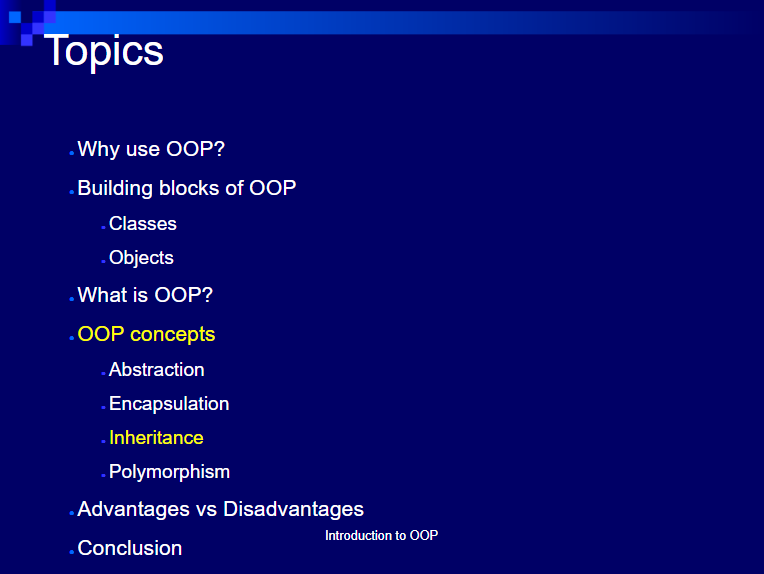 Topics
Why use OOP?
Building blocks of OOP
Classes
Objects
What is OOP?
OOP concepts
Abstraction
Encapsulation
Inheritance
Polymorphism
Advantages vs Disadvantages
Introduction to OOP
Conclusion